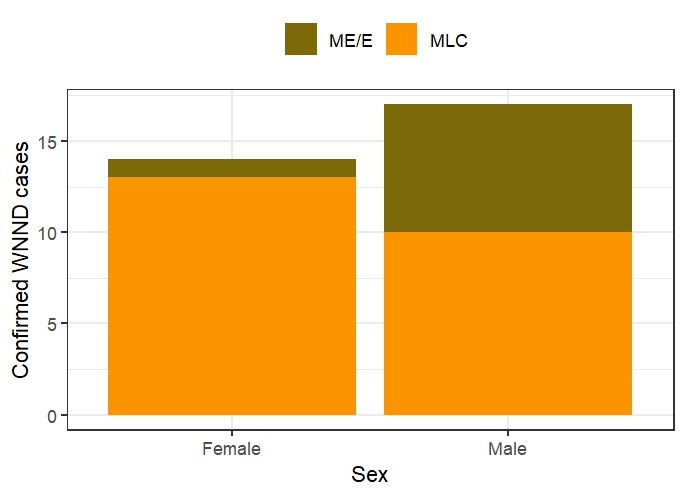 ME/E MLC
Confirmed WNND cases
15
10
5
0
Female Male
Sex